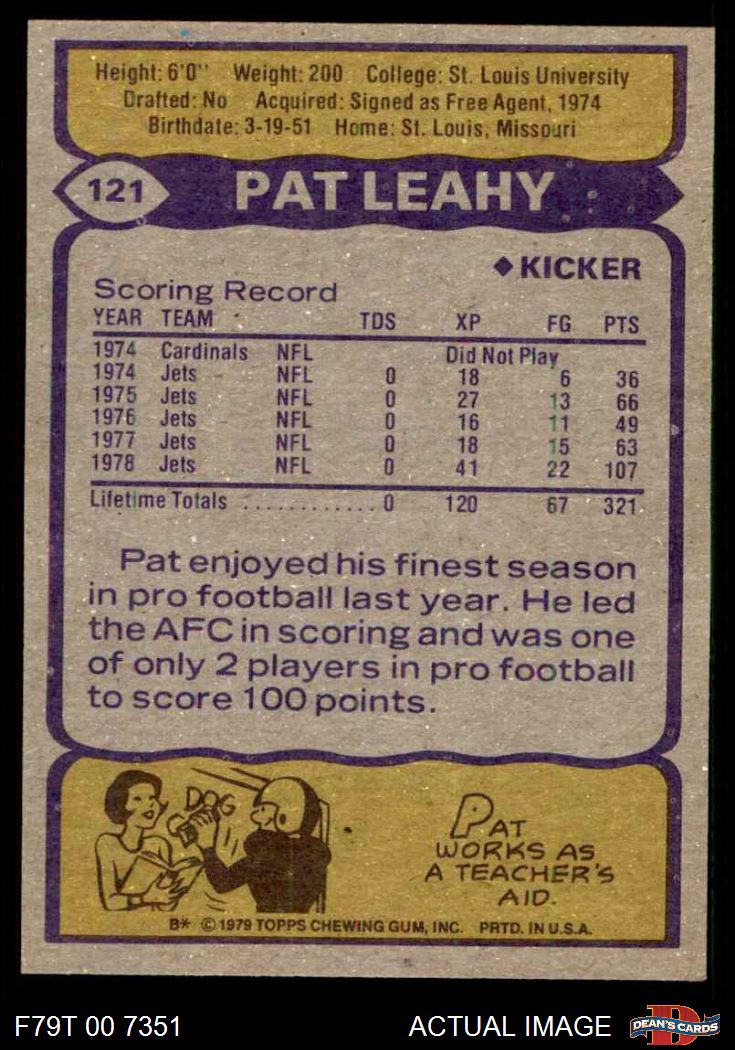 Height: 6'0" Weight: 200 College: St. Louis University
Drafted: No Acquired: Signed as Free Agent, 1974
Birthdate: 3-19-51 Home: St. Louis, Missouri
121 PAT LEAHY
◆ KICKER
Scoring Record
YEAR TEAM TDS XP FG PTS
1974 Cardinals NFL Did Not Play
1974 Jets NFL 0 18 6 36
1975 Jets NFL 0 27 13 66
1976 Jets NFL 0 16 11 49
1977 Jets NFL 0 18 15 63
1978 Jets NFL 0 41 22 107
Lifetime Totals ............ 0 120 67 321
Pat enjoyed his finest season
in pro football last year. He led
the AFC in scoring and was one
of only 2 players in pro football
to score 100 points.
DOG
PAT
WORKS AS
A TEACHER'S
AID.
B* © 1979 TOPPS CHEWING GUM, INC. PRTD. IN U.S.A.
F79T 00 7351 ACTUAL IMAGE D DEAN'S CARDS